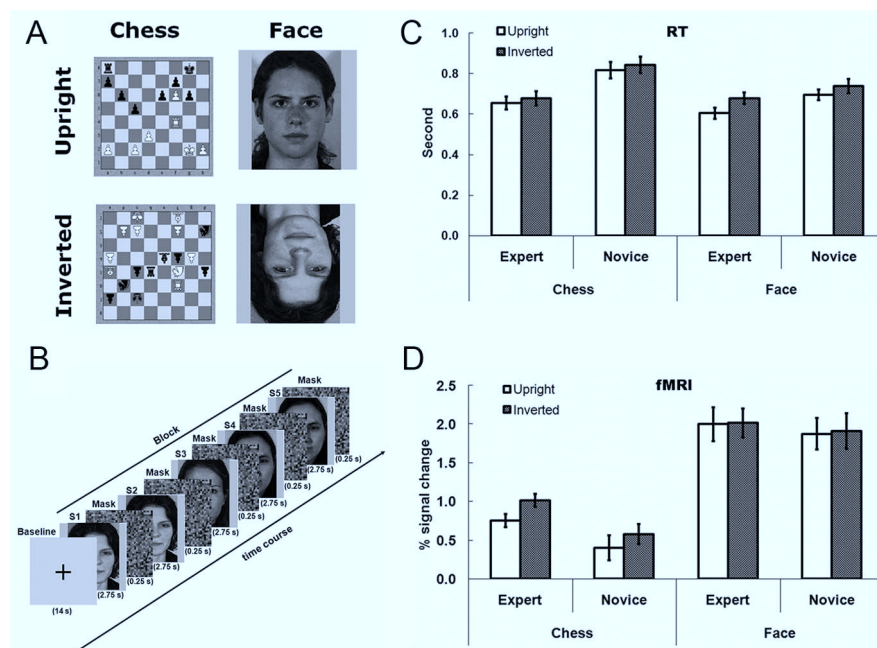 A
Chess
Face
Upright
Inverted
B
Block
time course
Baseline
(14 s)
S1
(2.75 s)
Mask
(0.25 s)
S2
(2.75 s)
Mask
(0.25 s)
S3
(2.75 s)
Mask
(0.25 s)
S4
(2.75 s)
Mask
(0.25 s)
S5
(2.75 s)
Mask
(0.25 s)
C
RT
Upright
Inverted
Second
1.0
0.8
0.6
0.4
0.2
0.0
Expert Novice Expert Novice
Chess Face
D
fMRI
Upright
Inverted
% signal change
2.5
2.0
1.5
1.0
0.5
0.0
Expert Novice Expert Novice
Chess Face